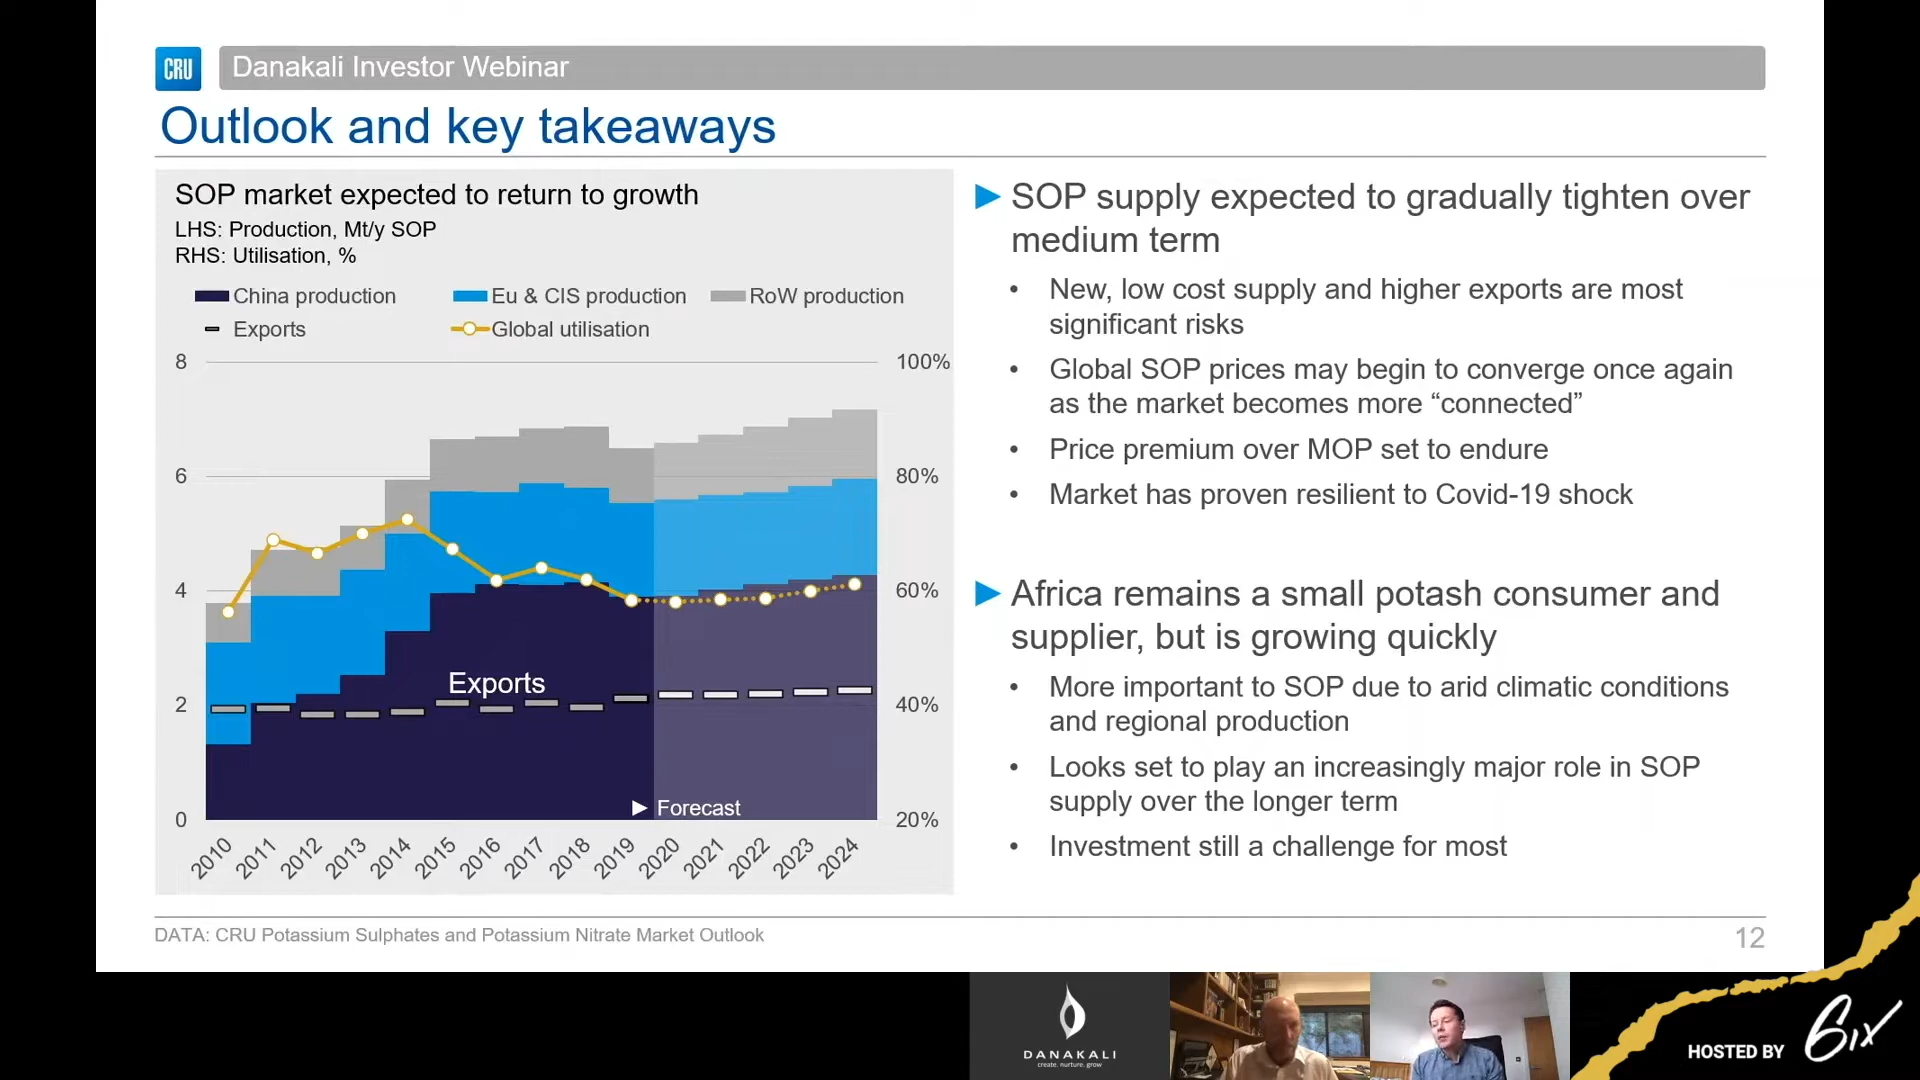 CRU
Danakali Investor Webinar
Outlook and key takeaways
SOP market expected to return to growth
LHS: Production, Mt/y SOP
RHS: Utilisation, %
China production
Eu & CIS production
RoW production
Exports
Global utilisation
8
100%
6
80%
4
60%
Exports
2
40%
Forecast
0
20%
2010
2011
2012
2013
2014
2015
2016
2017
2018
2019
2020
2021
2022
2023
2024
SOP supply expected to gradually tighten over
medium term
• New, low cost supply and higher exports are most
significant risks
• Global SOP prices may begin to converge once again
as the market becomes more “connected”
• Price premium over MOP set to endure
• Market has proven resilient to Covid-19 shock
Africa remains a small potash consumer and
supplier, but is growing quickly
• More important to SOP due to arid climatic conditions
and regional production
• Looks set to play an increasingly major role in SOP
supply over the longer term
• Investment still a challenge for most
DATA: CRU Potassium Sulphates and Potassium Nitrate Market Outlook
12
DANAKALI
create. nurture. grow
HOSTED BY
6ix